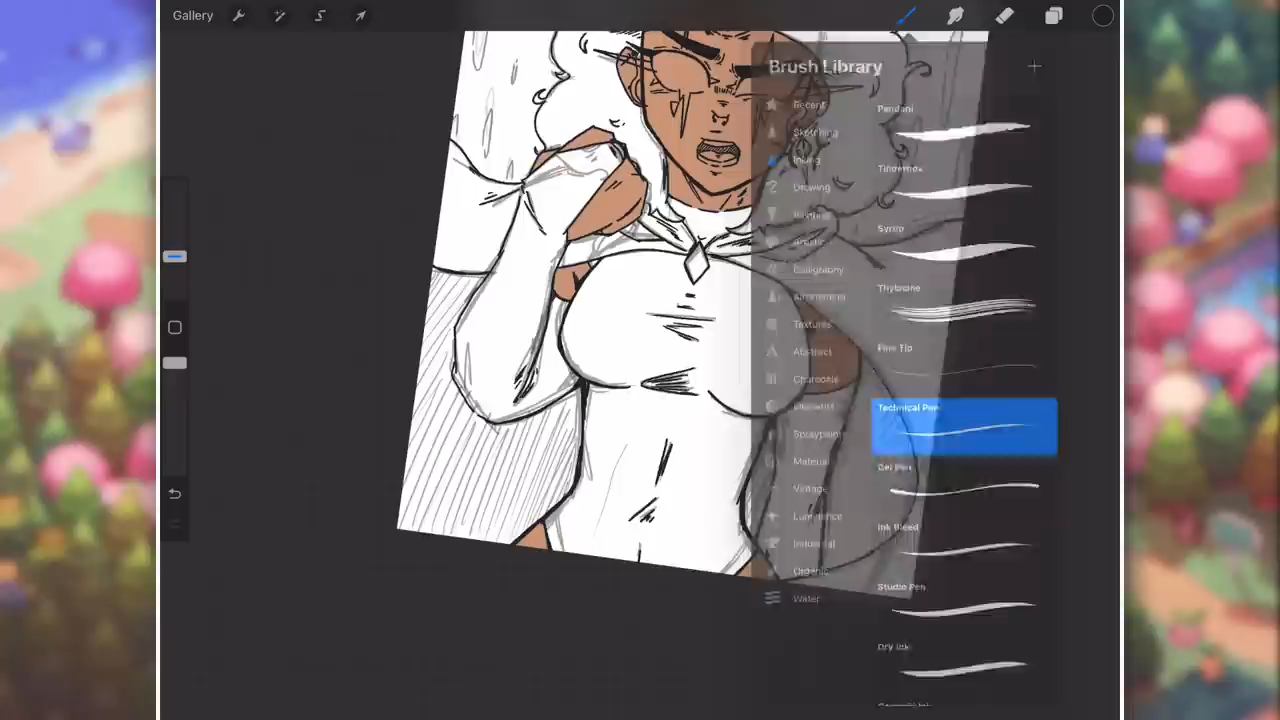 Gallery
Brush Library
Recent
Sketching
Inking
Drawing
Painting
Artistic
Calligraphy
Airbrushing
Textures
Abstract
Charcoals
Elements
Spraypaints
Materials
Vintage
Luminance
Industrial
Organic
Water
Tinderbox
Syrup
Thylacine
Fine Tip
Technical Pen
Gel Pen
Ink Bleed
Studio Pen
Dry Ink